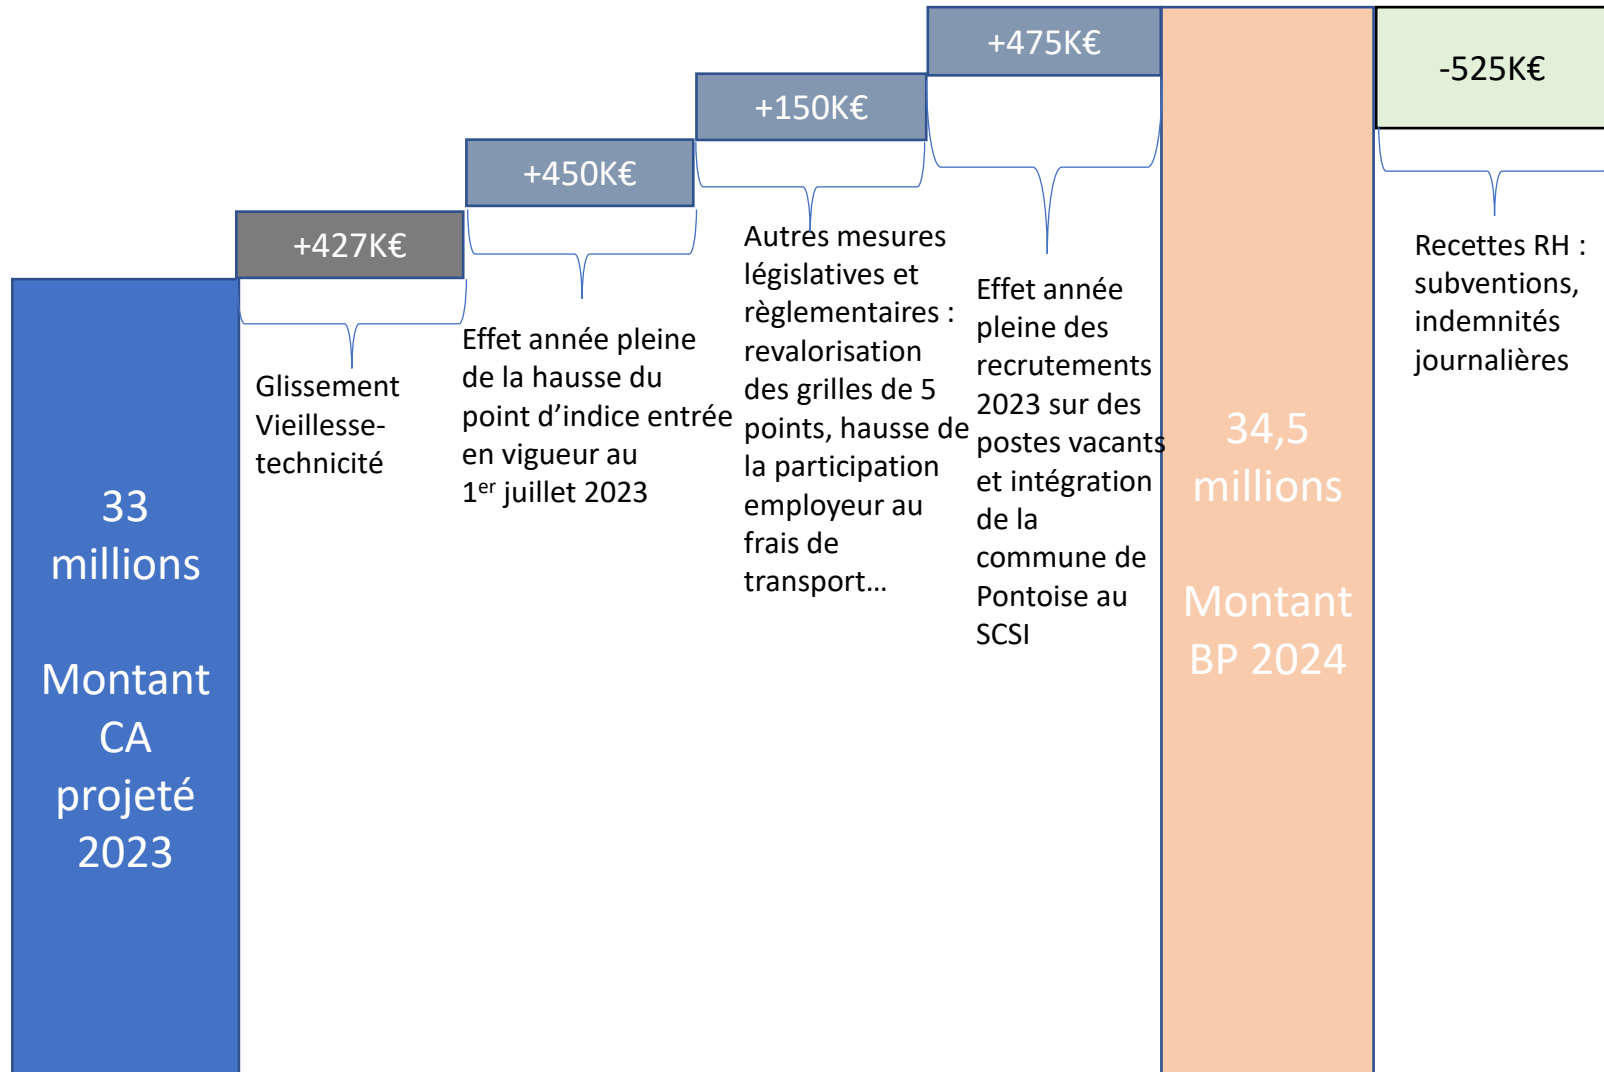 33
millions
Montant
CA
projeté
2023
+427K€
Glissement
Vieillesse-
technicité
+450K€
Effet année pleine
de la hausse du
point d’indice entrée
en vigueur au
1er juillet 2023
+150K€
Autres mesures
législatives et
règlementaires :
revalorisation
des grilles de 5
points, hausse de
la participation
employeur au
frais de
transport…
+475K€
Effet année
pleine des
recrutements
2023 sur des
postes vacants
et intégration
de la
commune de
Pontoise au
SCSI
34,5
millions
Montant
BP 2024
-525K€
Recettes RH :
subventions,
indemnités
journalières